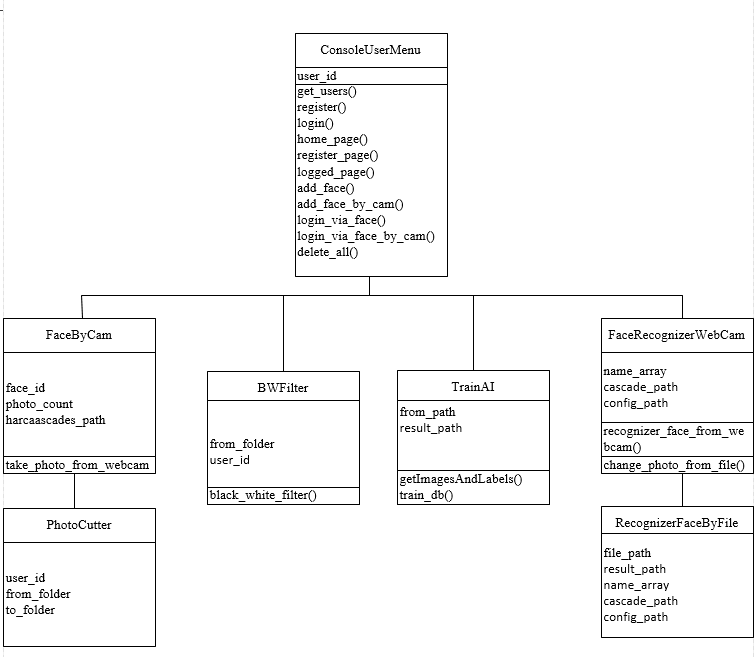 ConsoleUserMenu
user_id
get_users()
register()
login()
home_page()
register_page()
logged_page()
add_face()
add_face_by_cam()
login_via_face()
login_via_face_by_cam()
delete_all()
FaceByCam
face_id
photo_count
harcaascades_path
take_photo_from_webcam
PhotoCutter
user_id
from_folder
to_folder
BWFilter
from_folder
user_id
black_white_filter()
TrainAI
from_path
result_path
getImagesAndLabels()
train_db()
FaceRecognizerWebCam
name_array
cascade_path
config_path
recognizer_face_from_we
bcam()
change_photo_from_file()
RecognizerFaceByFile
file_path
result_path
name_array
cascade_path
config_path